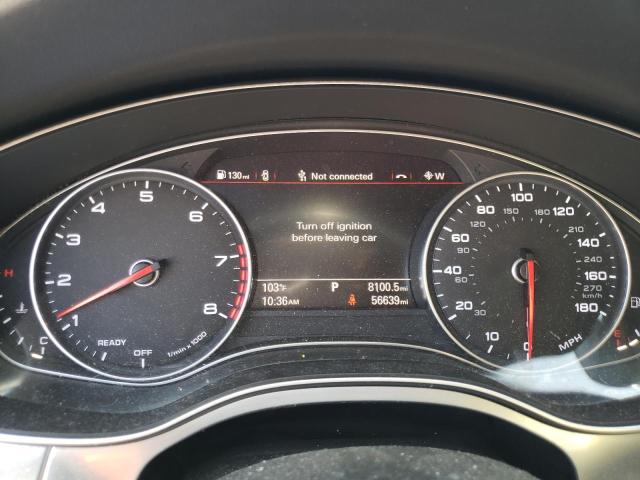 130mi Not connected W
Turn off ignition
before leaving car
103°F P 8100.5mi
10:36AM 56639mi
1 2 3 4 5 6 7 8
READY OFF 1/min x 1000
H
C
0 10 20 30 40 60 80 100 120 140 160 180
30 60 90 120 150 180 210 240 270
km/h
MPH